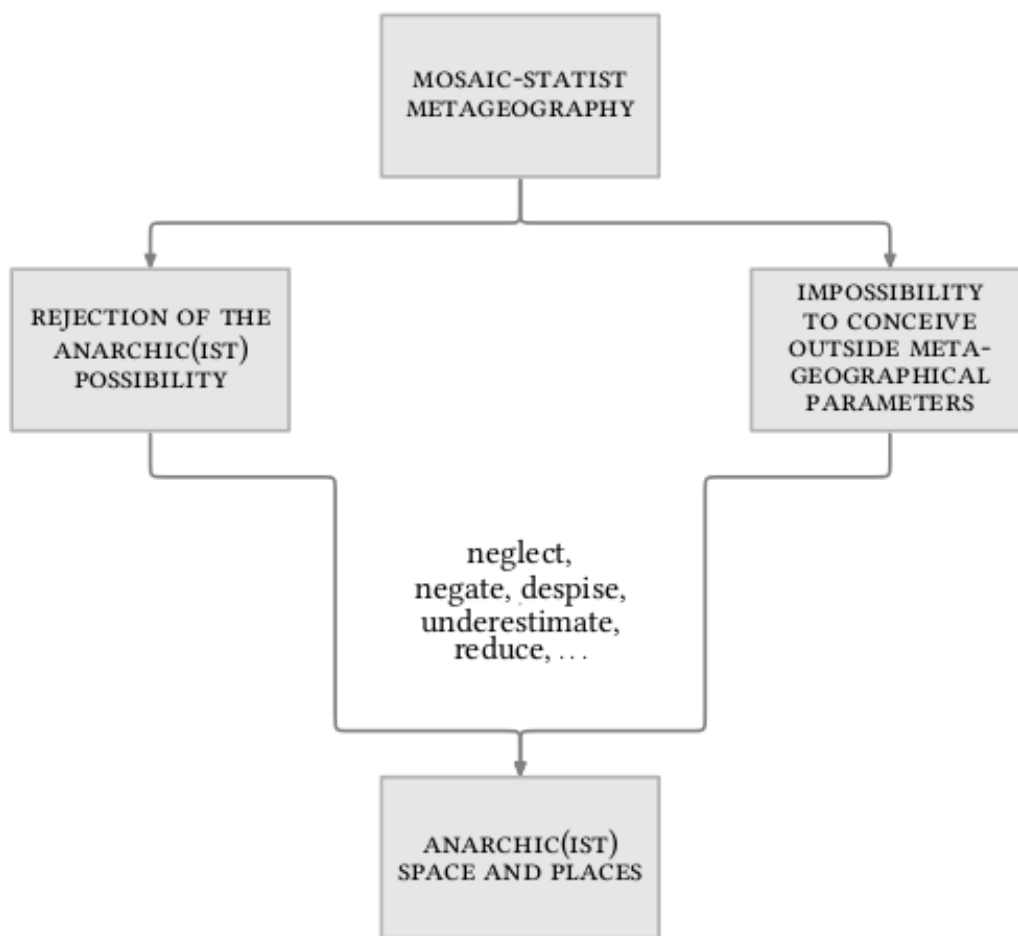 MOSAIC-STATIST
METAGEOGRAPHY
REJECTION OF THE
ANARCHIC(IST)
POSSIBILITY
IMPOSSIBILITY
TO CONCEIVE
OUTSIDE META-
GEOGRAPHICAL
PARAMETERS
neglect,
negate, despise,
underestimate,
reduce, ...
ANARCHIC(IST)
SPACE AND PLACES